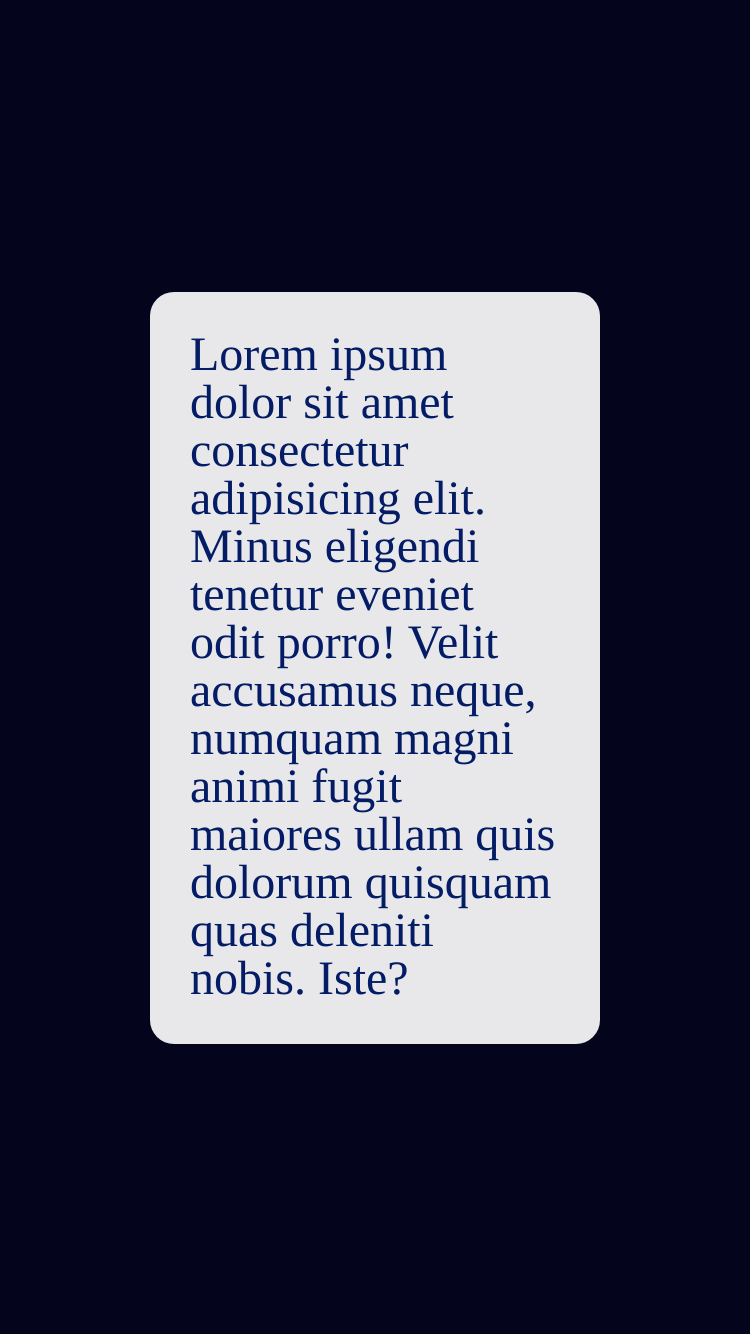 Lorem ipsum
dolor sit amet
consectetur
adipisicing elit.
Minus eligendi
tenetur eveniet
odit porro! Velit
accusamus neque,
numquam magni
animi fugit
maiores ullam quis
dolorum quisquam
quas deleniti
nobis. Iste?